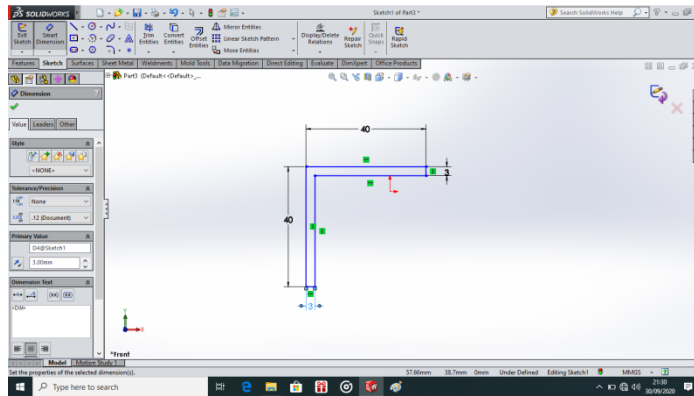 SOLIDWORKS
Sketch1 of Part3 *
Search SolidWorks Help
Exit Sketch
Smart Dimension
Trim Entities
Convert Entities
Offset Entities
Mirror Entities
Linear Sketch Pattern
Move Entities
Display/Delete Relations
Repair Sketch
Quick Snaps
Rapid Sketch
Features Sketch Surfaces Sheet Metal Weldments Mold Tools Data Migration Direct Editing Evaluate DimXpert Office Products
Part3 (Default<<Default>_...
Dimension
?
Value Leaders Other
Style
<NONE>
Tolerance/Precision
None
.12 (Document)
Primary Value
D4@Sketch1
3.00mm
Dimension Text
<DIM>
40
3
40
3
Y
X
*Front
Model Motion Study 1
Set the properties of the selected dimension(s).
57.66mm 38.7mm 0mm Under Defined Editing Sketch1 MMGS
Type here to search
21:30
30/09/2020